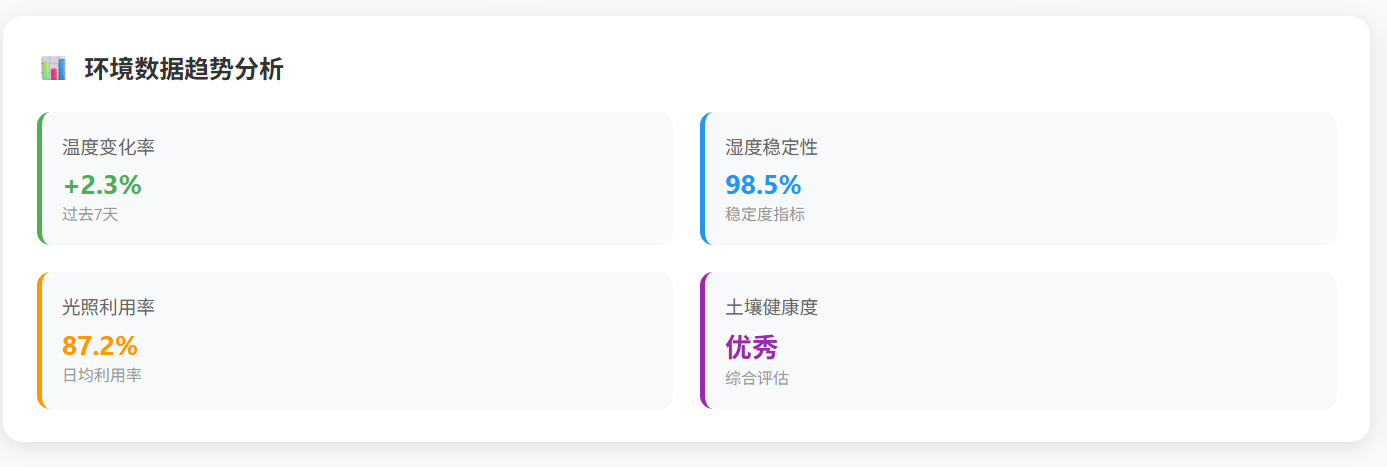 环境数据趋势分析
温度变化率
+2.3%
过去7天
湿度稳定性
98.5%
稳定度指标
光照利用率
87.2%
日均利用率
土壤健康度
优秀
综合评估